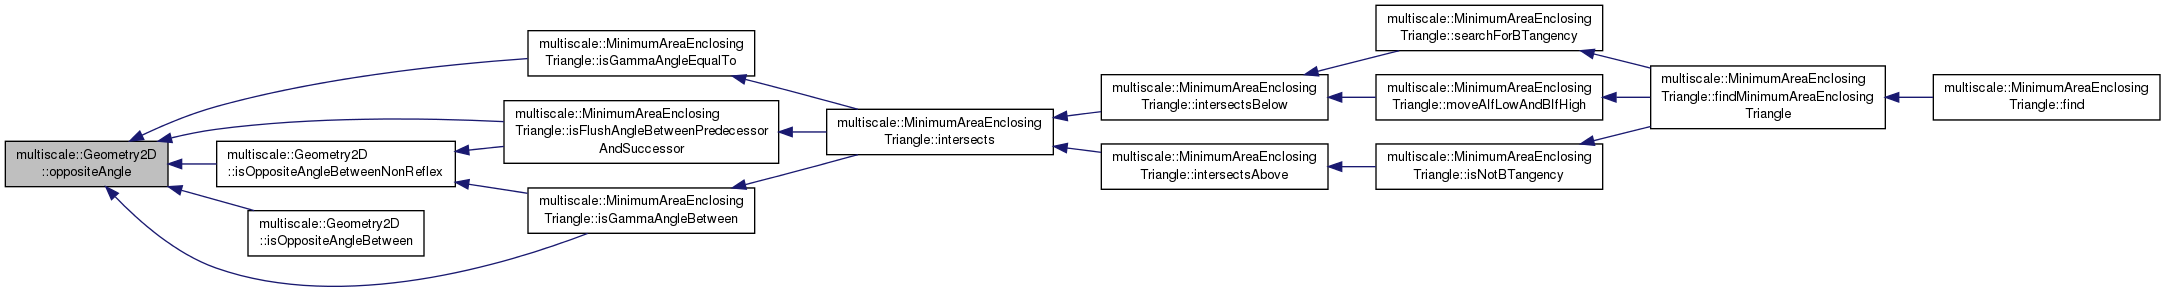 multiscale::Geometry2D
::oppositeAngle
multiscale::MinimumAreaEnclosing
Triangle::isGammaAngleEqualTo
multiscale::MinimumAreaEnclosing
Triangle::isFlushAngleBetweenPredecessor
AndSuccessor
multiscale::Geometry2D
::isOppositeAngleBetweenNonReflex
multiscale::MinimumAreaEnclosing
Triangle::isGammaAngleBetween
multiscale::Geometry2D
::isOppositeAngleBetween
multiscale::MinimumAreaEnclosing
Triangle::intersects
multiscale::MinimumAreaEnclosing
Triangle::intersectsBelow
multiscale::MinimumAreaEnclosing
Triangle::intersectsAbove
multiscale::MinimumAreaEnclosing
Triangle::searchForBTangency
multiscale::MinimumAreaEnclosing
Triangle::moveAIfLowAndBIfHigh
multiscale::MinimumAreaEnclosing
Triangle::isNotBTangency
multiscale::MinimumAreaEnclosing
Triangle::findMinimumAreaEnclosing
Triangle
multiscale::MinimumAreaEnclosing
Triangle::find